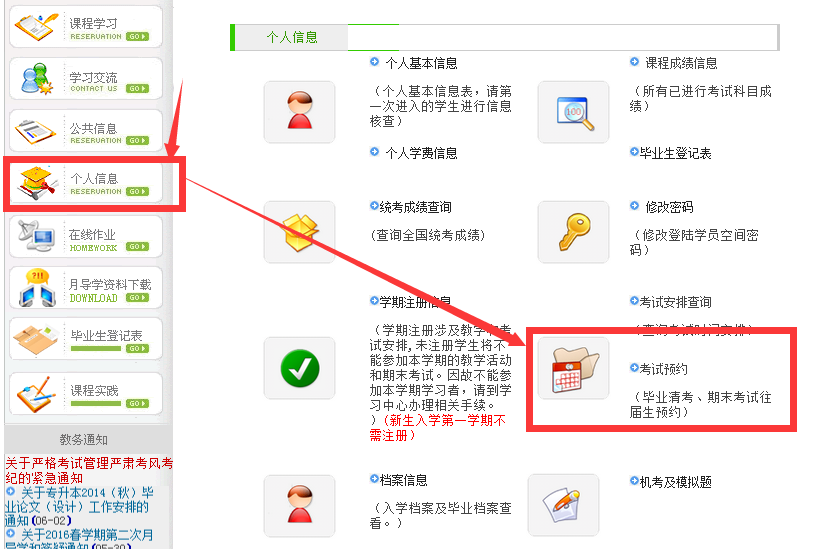 课程学习
RESERVATION GO
学习交流
CONTACT US GO
公共信息
RESERVATION GO
个人信息
RESERVATION GO
在线作业
HOMEWORK GO
月导学资料下载
DOWNLOAD GO
毕业生登记表
GO
课程实践
GO
教务通知
关于严格考试管理严肃考风考
纪的紧急通知
关于专升本2014（秋）毕
业论文（设计）工作安排的
通知(06-02)
关于2016春学期第二次月
导学和答疑通知(05-30)
个人信息
个人基本信息
（个人基本信息表，请第
一次进入的学生进行信息
核查）
个人学费信息
统考成绩查询
(查询全国统考成绩)
学期注册信息
（学期注册涉及教学和考
试安排,未注册学生将不
能参加本学期的教学活动
和期末考试。因故不能参
加本学期学习者，请到学
习中心办理相关手续。
）(新生入学第一学期不
需注册)
档案信息
（入学档案及毕业档案查
看。）
课程成绩信息
（所有已进行考试科目成
绩）
100
毕业生登记表
修改密码
（修改登陆学员空间密
码）
考试安排查询
（查询考试时间安排）
考试预约
（毕业清考、期末考试往
届生预约）
机考及模拟题